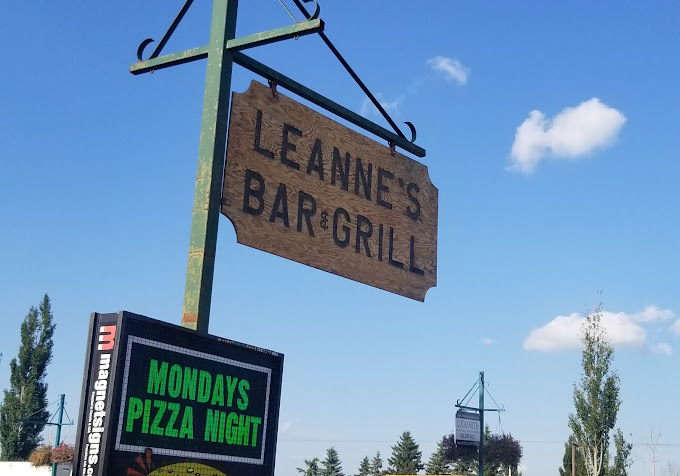 LEANNE'S
BAR & GRILL
MONDAYS
PIZZA NIGHT
magnetsigns.c